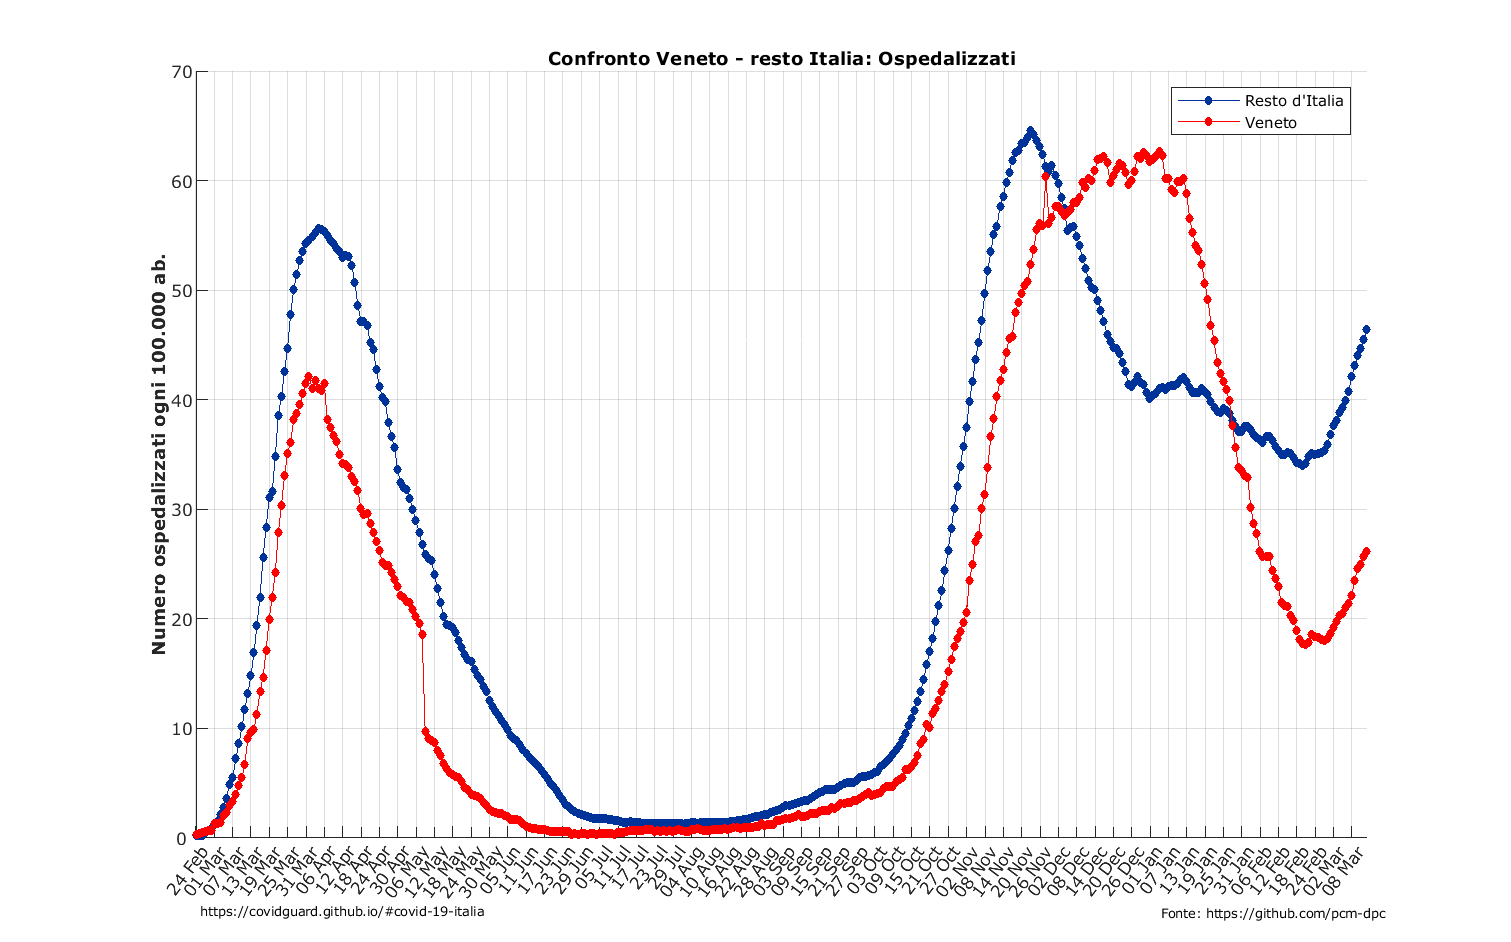 Confronto Veneto - resto Italia: Ospedalizzati
Resto d'Italia
Veneto
Numero ospedalizzati ogni 100.000 ab.
70
60
50
40
30
20
10
0
24 Feb
01 Mar
07 Mar
13 Mar
19 Mar
25 Mar
31 Mar
06 Apr
12 Apr
18 Apr
24 Apr
30 Apr
06 May
12 May
18 May
24 May
30 May
05 Jun
11 Jun
17 Jun
23 Jun
29 Jun
05 Jul
11 Jul
17 Jul
23 Jul
29 Jul
04 Aug
10 Aug
16 Aug
22 Aug
28 Aug
03 Sep
09 Sep
15 Sep
21 Sep
27 Sep
03 Oct
09 Oct
15 Oct
21 Oct
27 Oct
02 Nov
08 Nov
14 Nov
20 Nov
26 Nov
02 Dec
08 Dec
14 Dec
20 Dec
26 Dec
01 Jan
07 Jan
13 Jan
19 Jan
25 Jan
31 Jan
06 Feb
12 Feb
18 Feb
24 Feb
02 Mar
08 Mar
https://covidguard.github.io/#covid-19-italia
Fonte: https://github.com/pcm-dpc